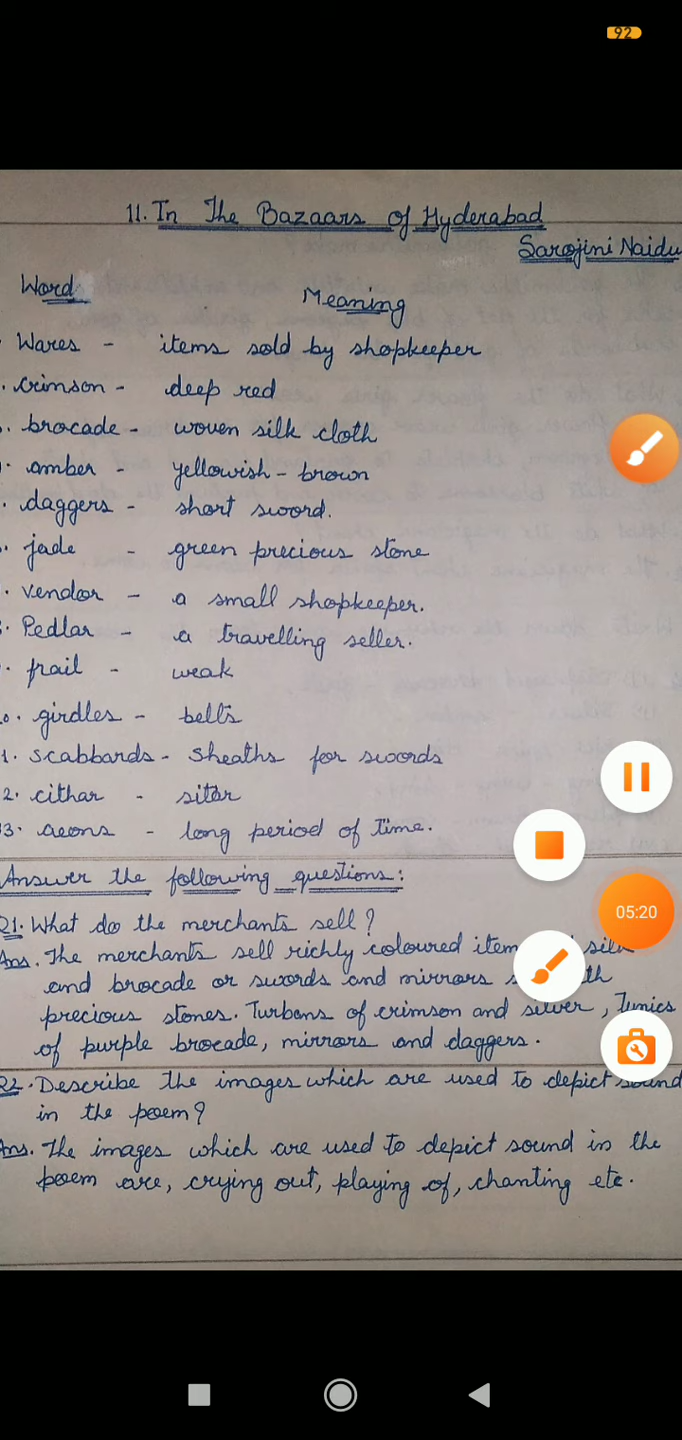 92
11. In The Bazaars of Hyderabad
Sarojini Naidu
Word Meaning
Wares - items sold by shopkeeper
. crimson - deep red
. brocade - woven silk cloth
. amber - yellowish - brown
. daggers - short sword.
. jade - green precious stone
. vendor - a small shopkeeper.
. Pedlar - a travelling seller.
. frail - weak
0. girdles - belts
1. scabbards - sheaths for swords
2. cithar - sitar
3. aeons - long period of time.
Answer the following questions:
Q1. What do the merchants sell?
Ans. The merchants sell richly coloured
and brocade or swords and mirrors
precious stones. Turbans of crimson and silver, Tunics
of purple brocade, mirrors and daggers.
Q2. Describe the images which are used to depict sound
in the poem?
Ans. The images which are used to depict sound in the
poem are, crying out, playing of, chanting etc.
05:20